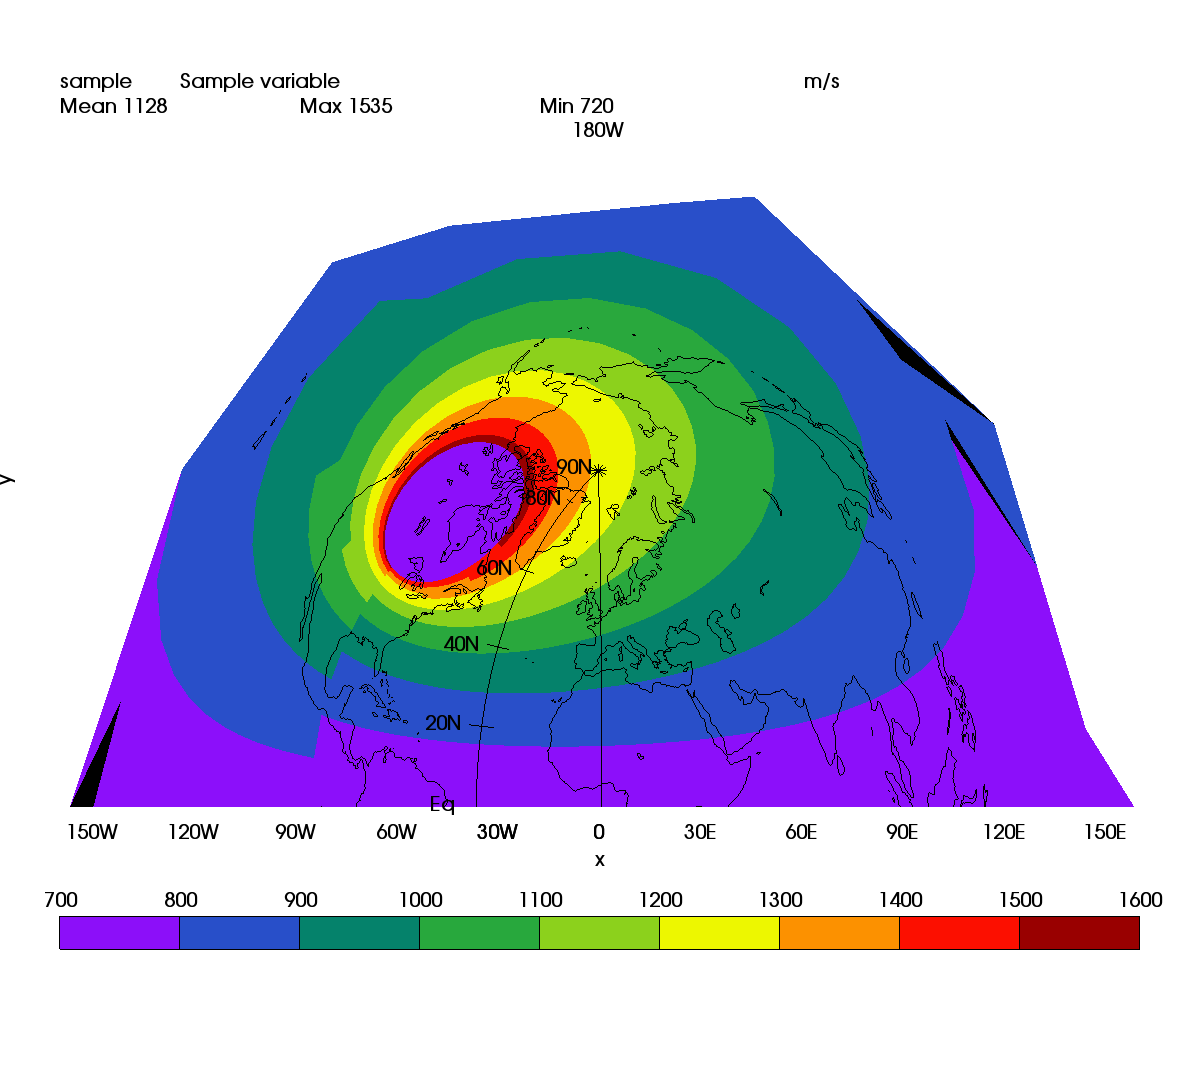 sample Sample variable m/s
Mean 1128 Max 1535 Min 720
180W
90N
y
80N
60N
40N
20N
Eq
150W 120W 90W 60W 30W 0 30E 60E 90E 120E 150E
x
700 800 900 1000 1100 1200 1300 1400 1500 1600